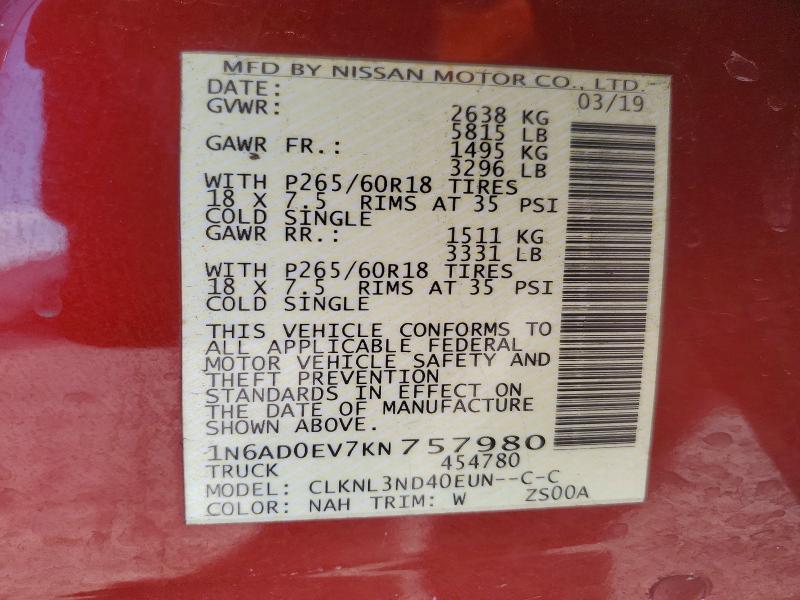 MFD BY NISSAN MOTOR CO., LTD.
DATE: 03/19
GVWR: 2638 KG
5815 LB
GAWR FR.: 1495 KG
3296 LB
WITH P265/60R18 TIRES
18 X 7.5 RIMS AT 35 PSI
COLD SINGLE
GAWR RR.: 1511 KG
3331 LB
WITH P265/60R18 TIRES
18 X 7.5 RIMS AT 35 PSI
COLD SINGLE
THIS VEHICLE CONFORMS TO
ALL APPLICABLE FEDERAL
MOTOR VEHICLE SAFETY AND
THEFT PREVENTION
STANDARDS IN EFFECT ON
THE DATE OF MANUFACTURE
SHOWN ABOVE.
1N6AD0EV7KN757980
TRUCK 454780
MODEL: CLKNL3ND40EUN--C-C
COLOR: NAH TRIM: W ZS00A